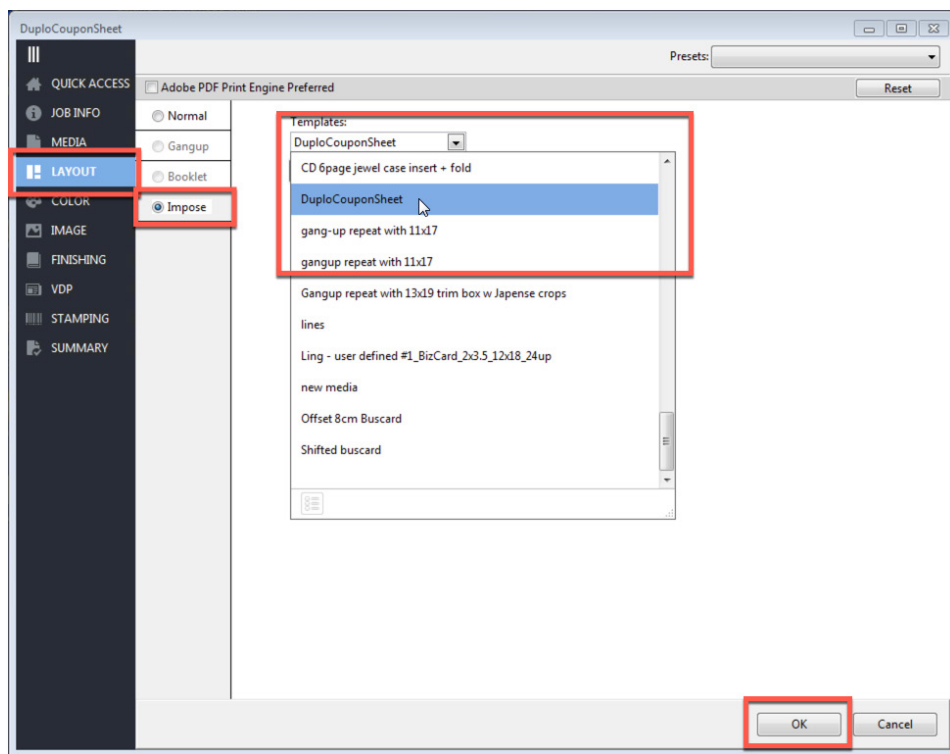 DuploCouponSheet
Presets:
QUICK ACCESS
Adobe PDF Print Engine Preferred
Reset
JOB INFO
Normal
Templates:
MEDIA
Gangup
DuploCouponSheet
LAYOUT
Booklet
CD 6page jewel case insert + fold
COLOR
Impose
DuploCouponSheet
IMAGE
gang-up repeat with 11x17
FINISHING
gangup repeat with 11x17
VDP
Gangup repeat with 13x19 trim box w Japense crops
STAMPING
lines
SUMMARY
Ling - user defined #1_BizCard_2x3.5_12x18_24up
new media
Offset 8cm Buscard
Shifted buscard
OK
Cancel